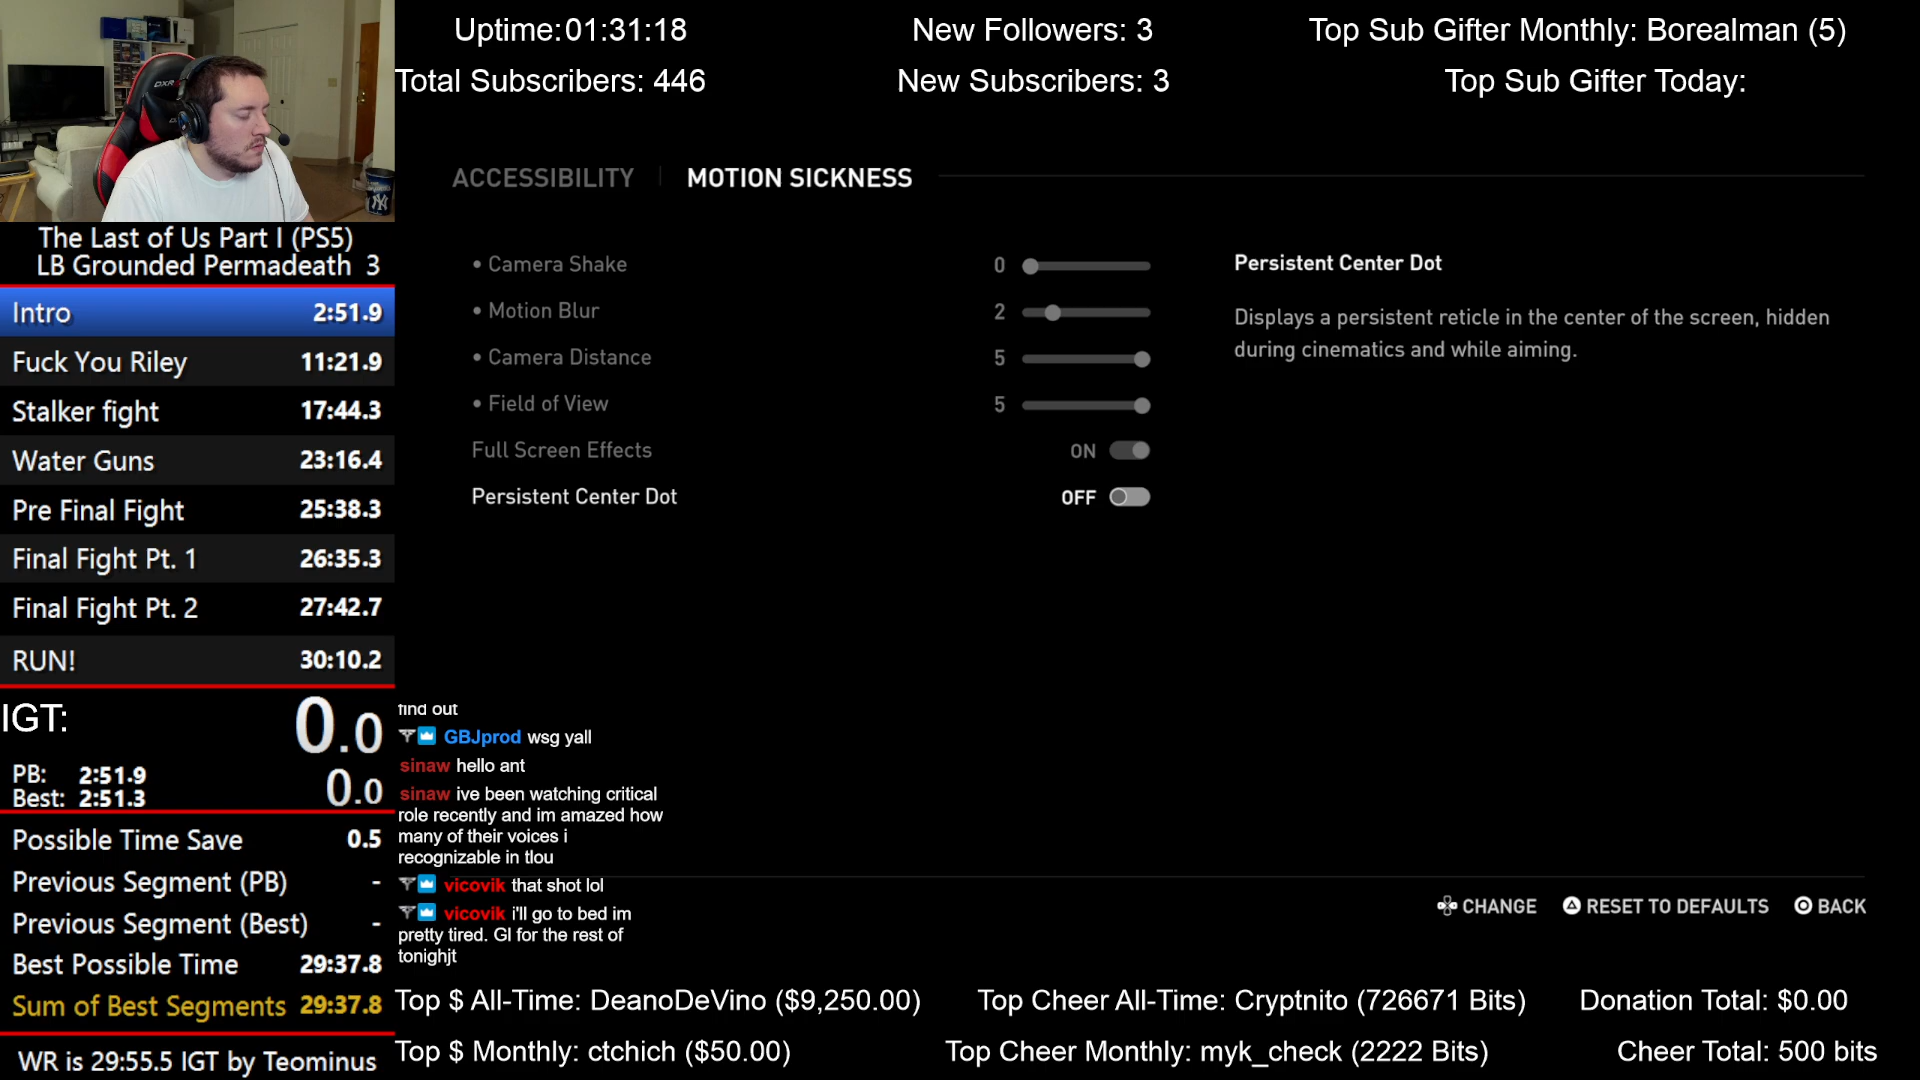 Uptime:01:31:18
New Followers: 3
Top Sub Gifter Monthly: Borealman (5)
Total Subscribers: 446
New Subscribers: 3
Top Sub Gifter Today:
The Last of Us Part I (PS5)
LB Grounded Permadeath 3
Intro 2:51.9
Fuck You Riley 11:21.9
Stalker fight 17:44.3
Water Guns 23:16.4
Pre Final Fight 25:38.3
Final Fight Pt. 1 26:35.3
Final Fight Pt. 2 27:42.7
RUN! 30:10.2
IGT: 0.0
PB: 2:51.9 0.0
Best: 2:51.3
Possible Time Save 0.5
Previous Segment (PB) -
Previous Segment (Best) -
Best Possible Time 29:37.8
Sum of Best Segments 29:37.8
WR is 29:55.5 IGT by Teominus
ACCESSIBILITY MOTION SICKNESS
• Camera Shake 0
• Motion Blur 2
• Camera Distance 5
• Field of View 5
Full Screen Effects ON
Persistent Center Dot OFF
Persistent Center Dot
Displays a persistent reticle in the center of the screen, hidden
during cinematics and while aiming.
find out
GBJprod wsg yall
sinaw hello ant
sinaw ive been watching critical
role recently and im amazed how
many of their voices i
recognizable in tlou
vicovik that shot lol
vicovik i'll go to bed im
pretty tired. Gl for the rest of
tonighjt
CHANGE RESET TO DEFAULTS BACK
Top $ All-Time: DeanoDeVino ($9,250.00)
Top Cheer All-Time: Cryptnito (726671 Bits)
Donation Total: $0.00
Top $ Monthly: ctchich ($50.00)
Top Cheer Monthly: myk_check (2222 Bits)
Cheer Total: 500 bits